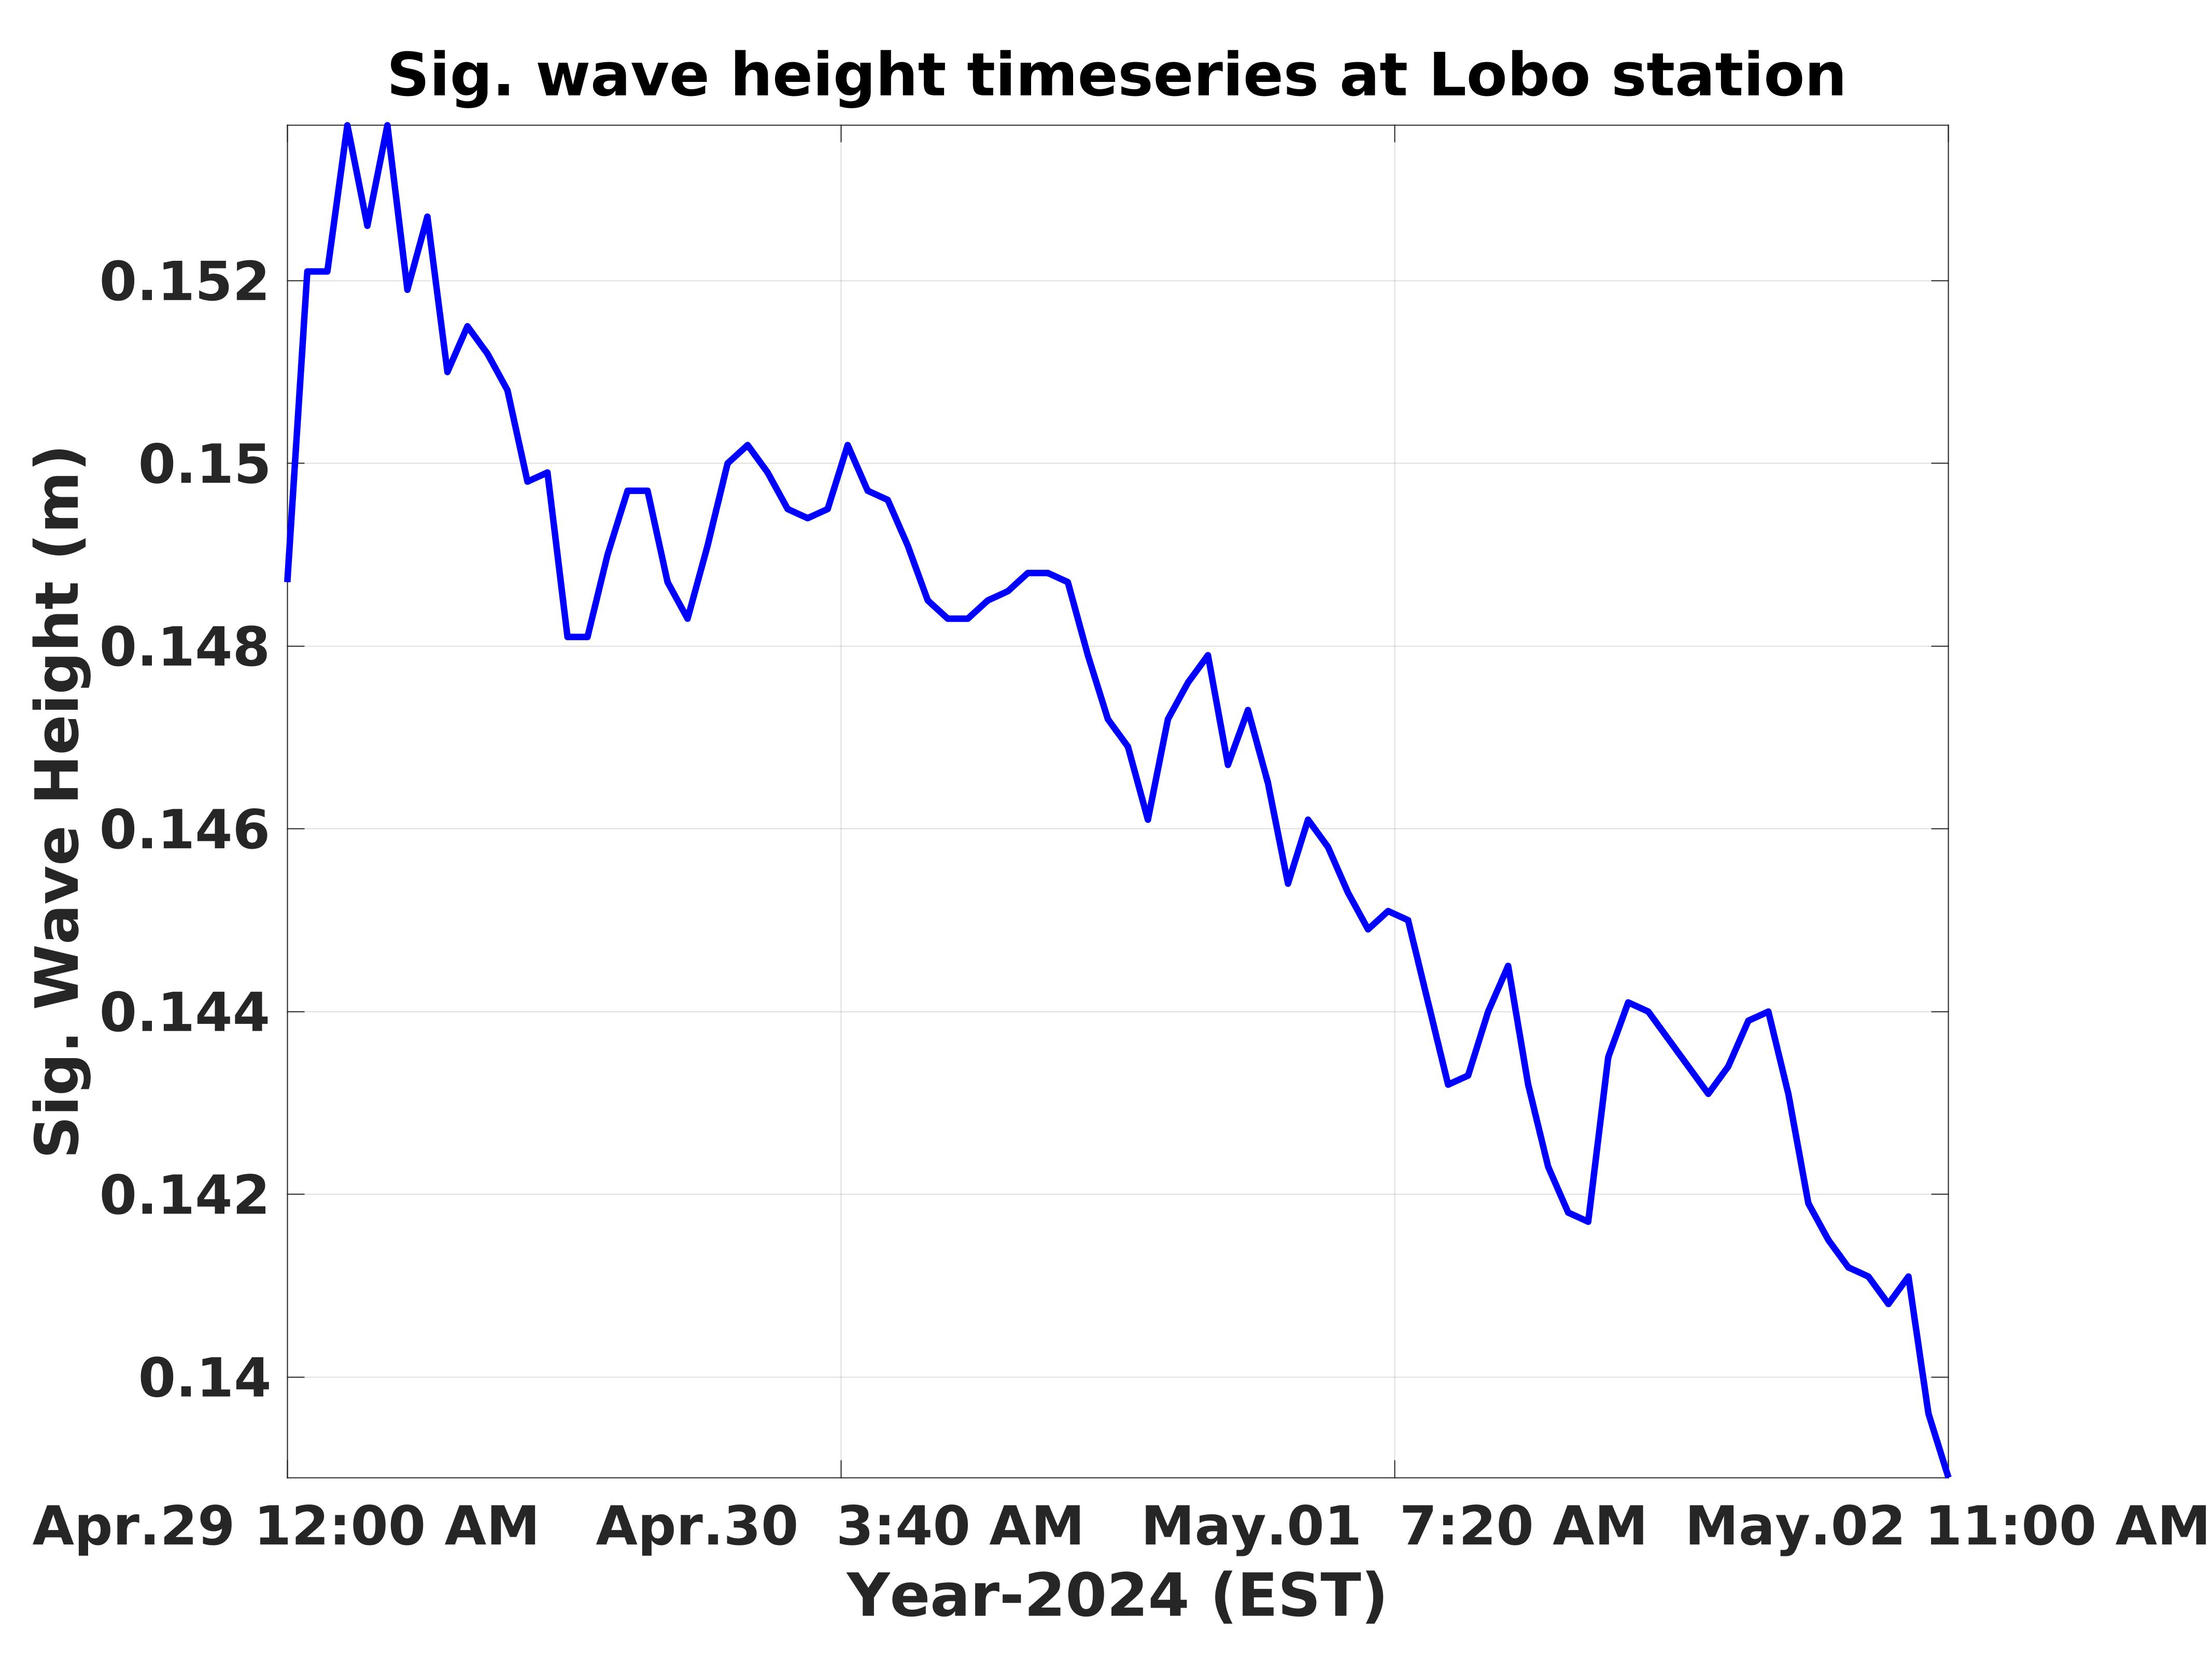 Sig. wave height timeseries at Lobo station
Sig. Wave Height (m)
0.152
0.15
0.148
0.146
0.144
0.142
0.14
Apr.29 12:00 AM Apr.30 3:40 AM May.01 7:20 AM May.02 11:00 AM
Year-2024 (EST)